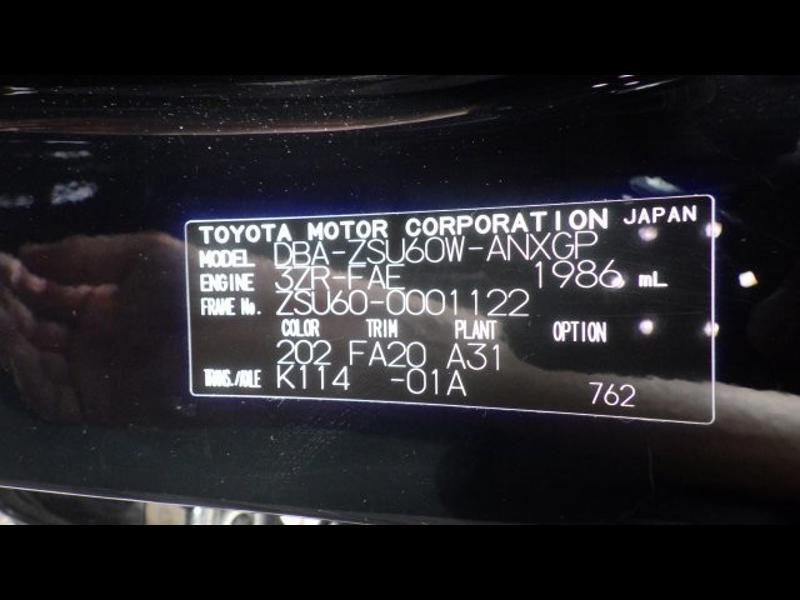 TOYOTA MOTOR CORPORATION JAPAN
MODEL DBA-ZSU60W-ANXGP
ENGINE 3ZR-FAE 1986 mL
FRAME No. ZSU60-0001122
COLOR TRIM PLANT OPTION
202 FA20 A31
TRANS./AXLE K114 -01A 762